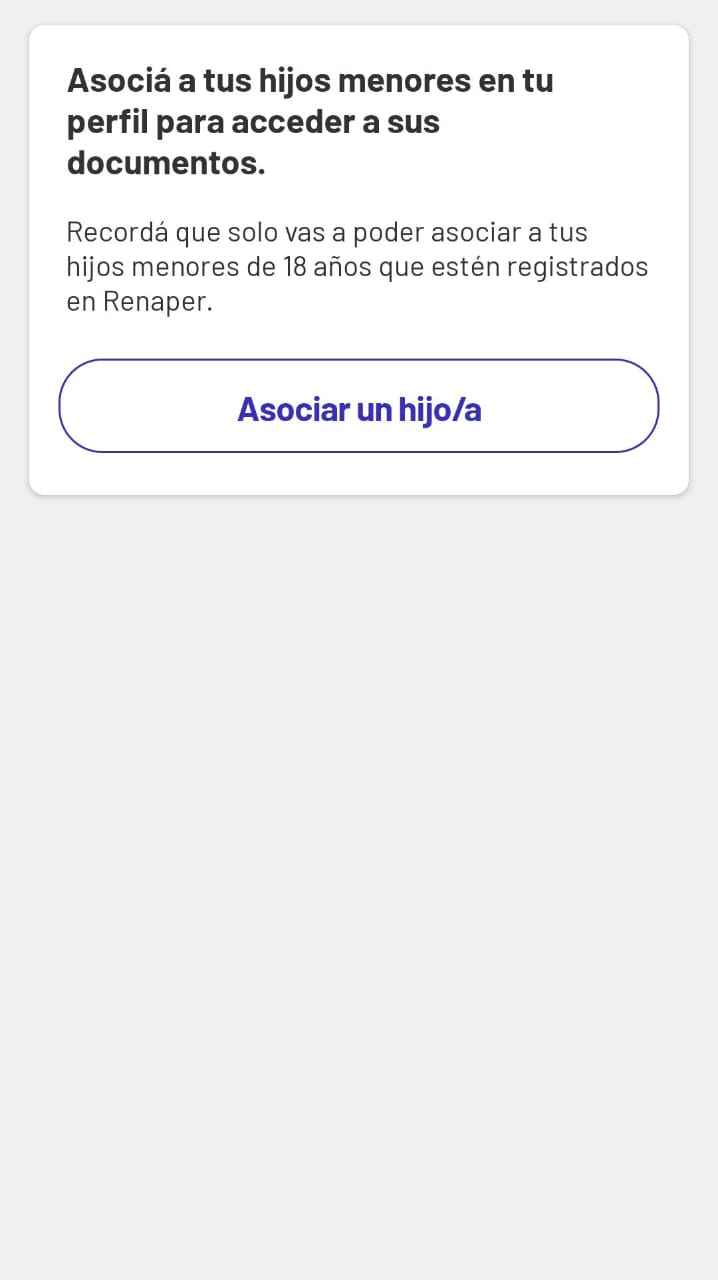 Asociá a tus hijos menores en tu
perfil para acceder a sus
documentos.
Recordá que solo vas a poder asociar a tus
hijos menores de 18 años que estén registrados
en Renaper.
Asociar un hijo/a